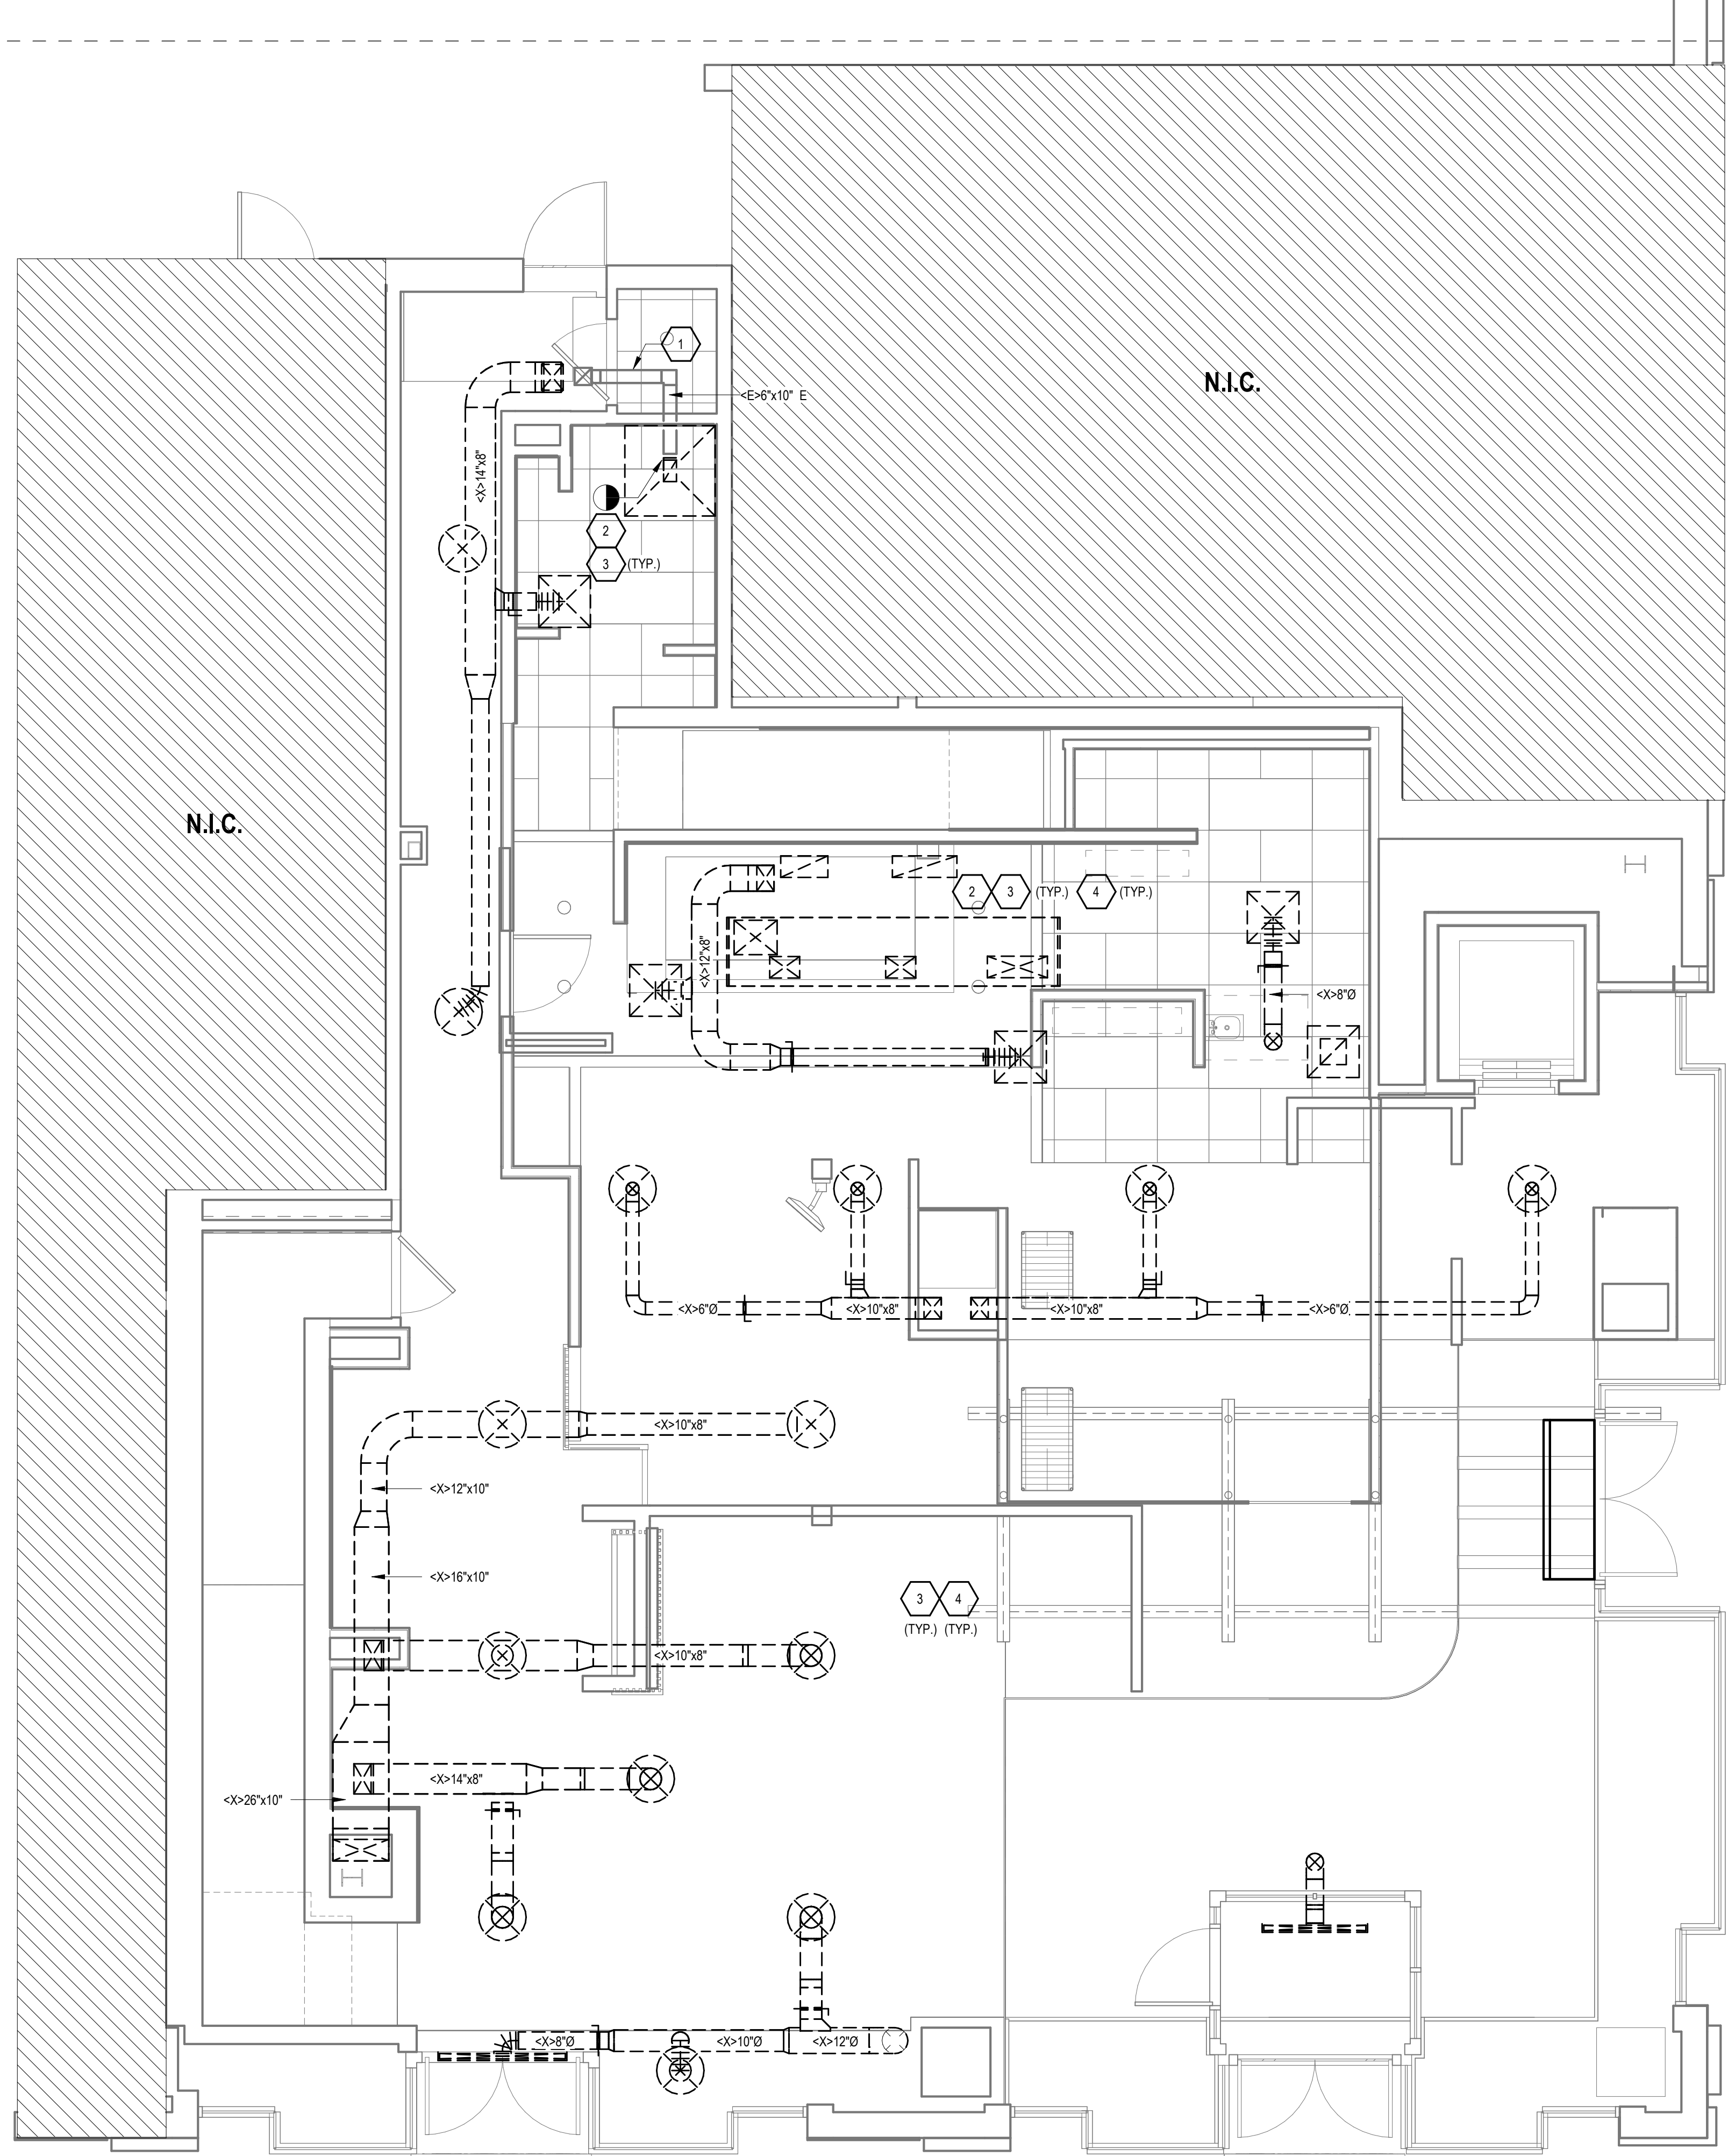 N.I.C.
1
<E>6"x10" E
<X>14"x8"
2
3 (TYP.)
N.I.C.
2 3 (TYP.) 4 (TYP.)
<X>12"x8"
<X>8"Ø
<X>6"Ø <X>10"x8" <X>10"x8" <X>6"Ø
<X>10"x8"
<X>12"x10"
<X>16"x10"
3 4
(TYP.) (TYP.)
<X>10"x8"
<X>14"x8"
<X>26"x10"
<X>8"Ø <X>10"Ø <X>12"Ø